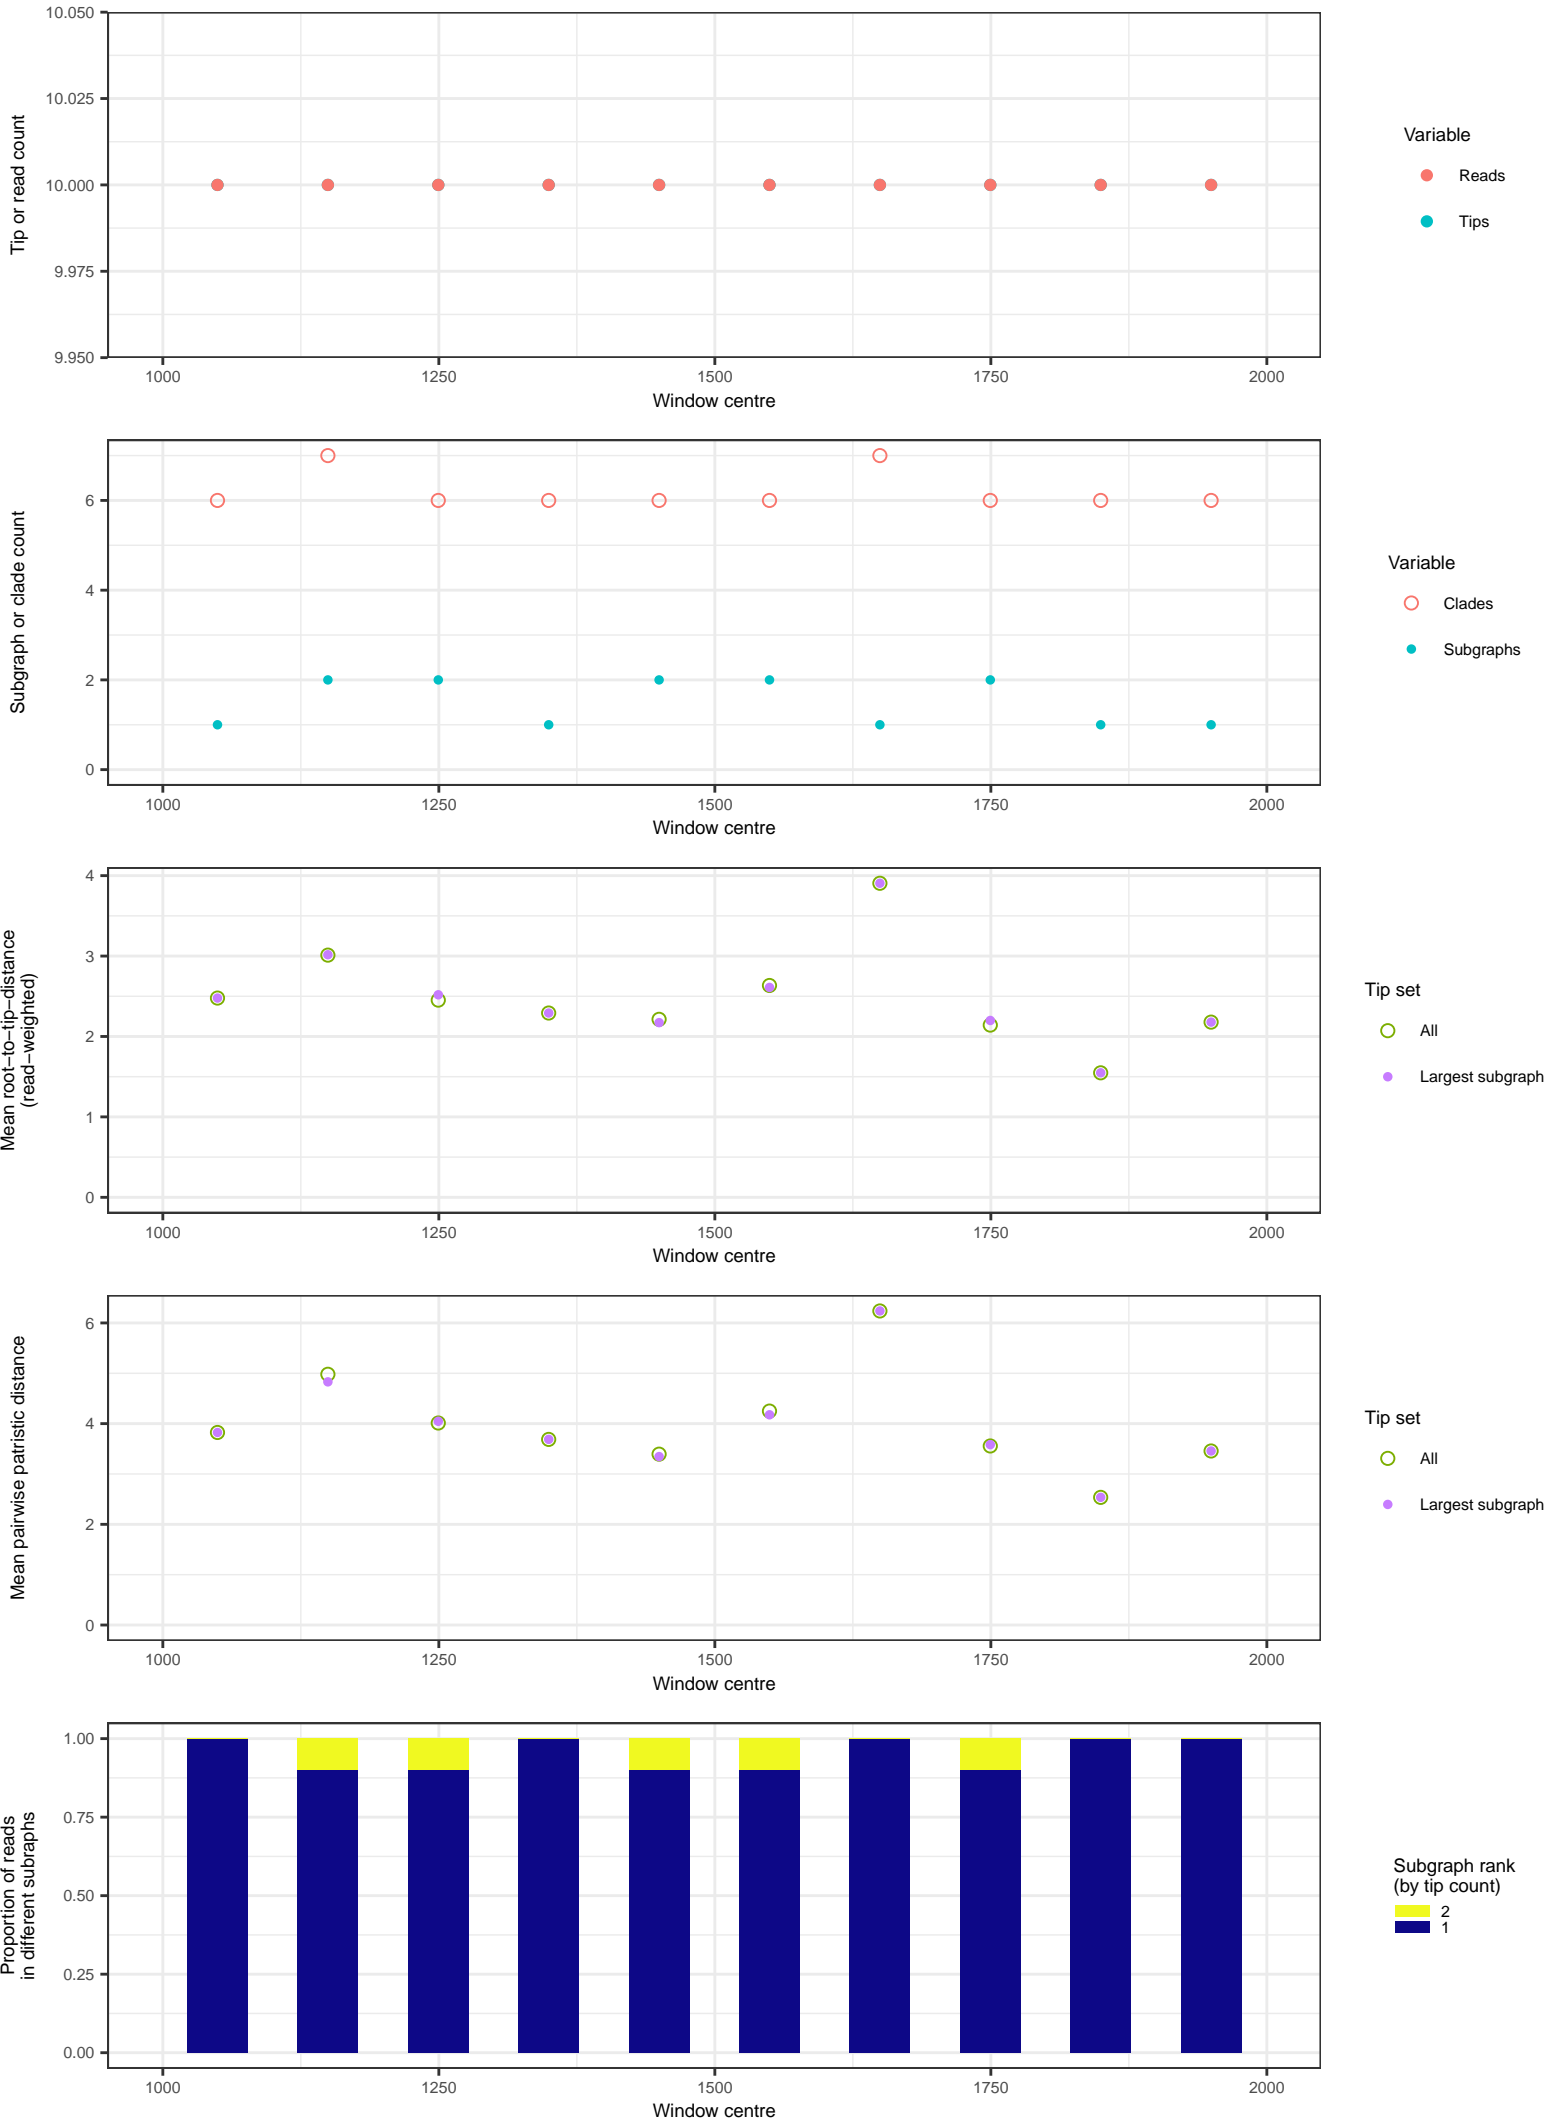 10.050
10.025
10.000
9.975
9.950
Tip or read count
1000 1250 1500 1750 2000
Window centre
Variable
Reads
Tips
6
4
2
0
Subgraph or clade count
1000 1250 1500 1750 2000
Window centre
Variable
Clades
Subgraphs
4
3
2
1
0
Mean root−to−tip−distance
(read−weighted)
1000 1250 1500 1750 2000
Window centre
Tip set
All
Largest subgraph
6
4
2
0
Mean pairwise patristic distance
1000 1250 1500 1750 2000
Window centre
Tip set
All
Largest subgraph
1.00
0.75
0.50
0.25
0.00
Proportion of reads
in different subraphs
1000 1250 1500 1750 2000
Window centre
Subgraph rank
(by tip count)
2
1